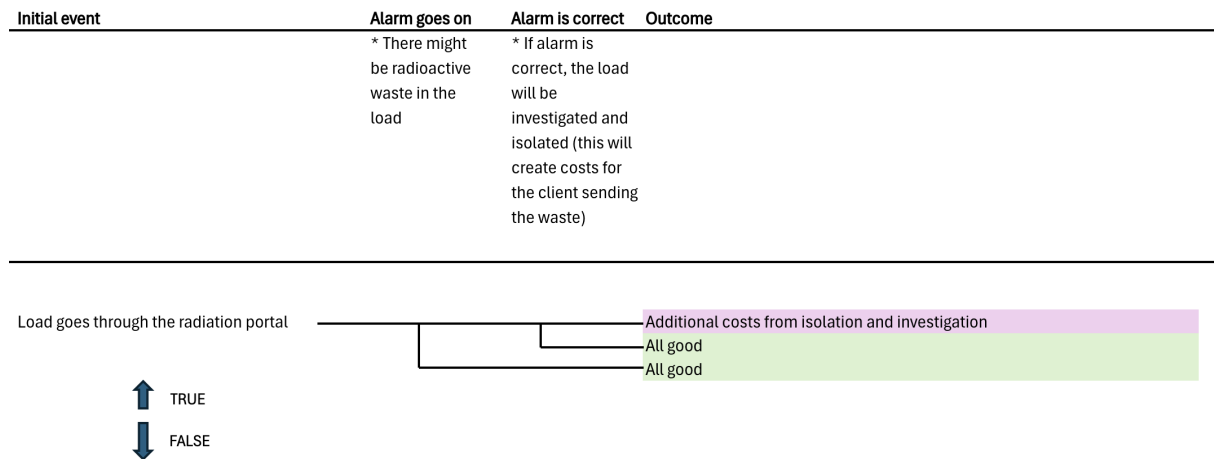 Initial event Alarm goes on Alarm is correct Outcome
* There might
be radioactive
waste in the
load
* If alarm is
correct, the load
will be
investigated and
isolated (this will
create costs for
the client sending
the waste)
Load goes through the radiation portal
Additional costs from isolation and investigation
All good
All good
TRUE
FALSE